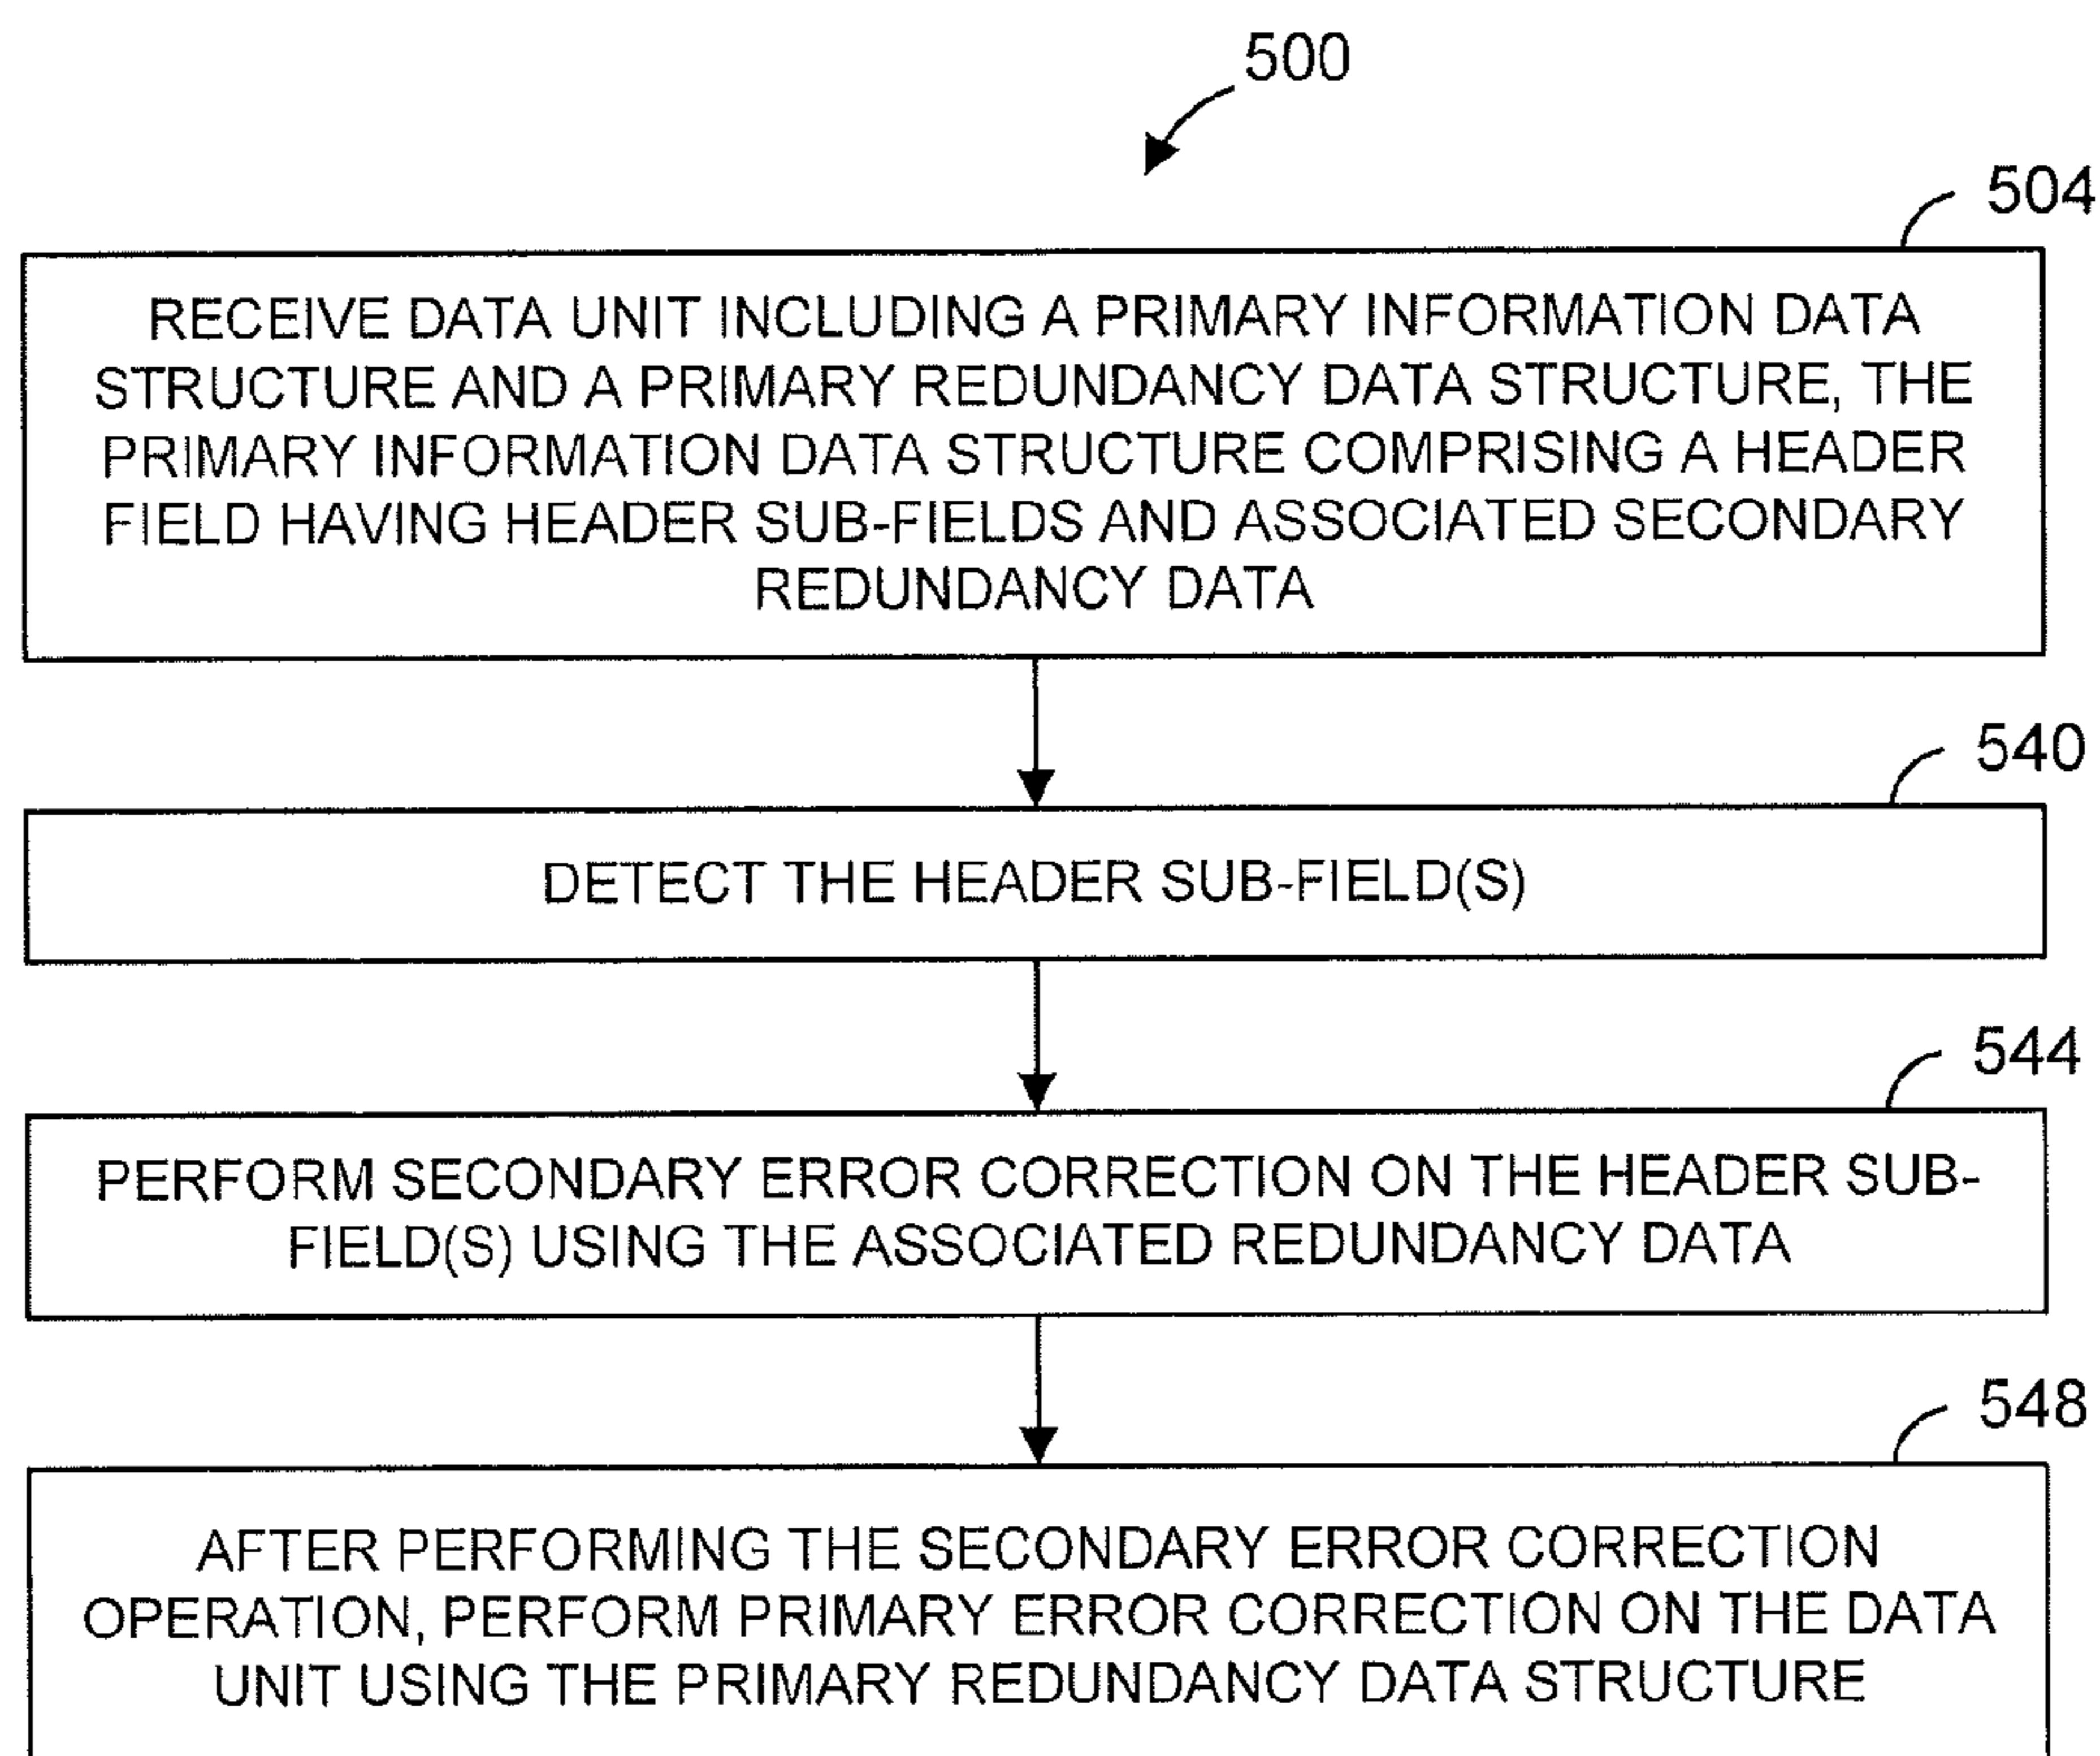 500
504
RECEIVE DATA UNIT INCLUDING A PRIMARY INFORMATION DATA
STRUCTURE AND A PRIMARY REDUNDANCY DATA STRUCTURE, THE
PRIMARY INFORMATION DATA STRUCTURE COMPRISING A HEADER
FIELD HAVING HEADER SUB-FIELDS AND ASSOCIATED SECONDARY
REDUNDANCY DATA
540
DETECT THE HEADER SUB-FIELD(S)
544
PERFORM SECONDARY ERROR CORRECTION ON THE HEADER SUB-
FIELD(S) USING THE ASSOCIATED REDUNDANCY DATA
548
AFTER PERFORMING THE SECONDARY ERROR CORRECTION
OPERATION, PERFORM PRIMARY ERROR CORRECTION ON THE DATA
UNIT USING THE PRIMARY REDUNDANCY DATA STRUCTURE